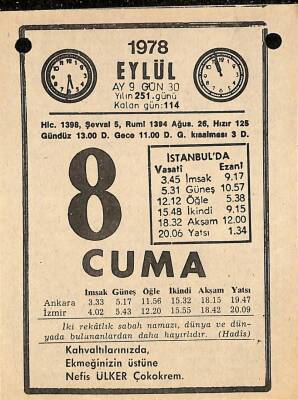 1978
EYLÜL
AY 9 GÜN 30
Yılın 251. günü
Kalan gün: 114
Hic. 1398, Şevval 5, Rumî 1394 Ağus. 26, Hızır 125
Gündüz 13.00 D. Gece 11.00 D. G. kısalması 3 D.
8
İSTANBUL'DA
Vasatî Ezanî
3.45 İmsak 9.17
5.31 Güneş 10.57
12.12 Öğle 5.38
15.48 İkindi 9.15
18.32 Akşam 12.00
20.06 Yatsı 1.34
CUMA
İmsak Güneş Öğle İkindi Akşam Yatsı
Ankara 3.33 5.17 11.56 15.32 18.15 19.47
İzmir 4.02 5.43 12.20 15.55 18.42 20.09
İki rekâtlık sabah namazı, dünya ve dün-
yada bulunanlardan daha hayırlıdır. (Hadis)
Kahvaltılarınızda,
Ekmeğinizin üstüne
Nefis ÜLKER Çokokrem.